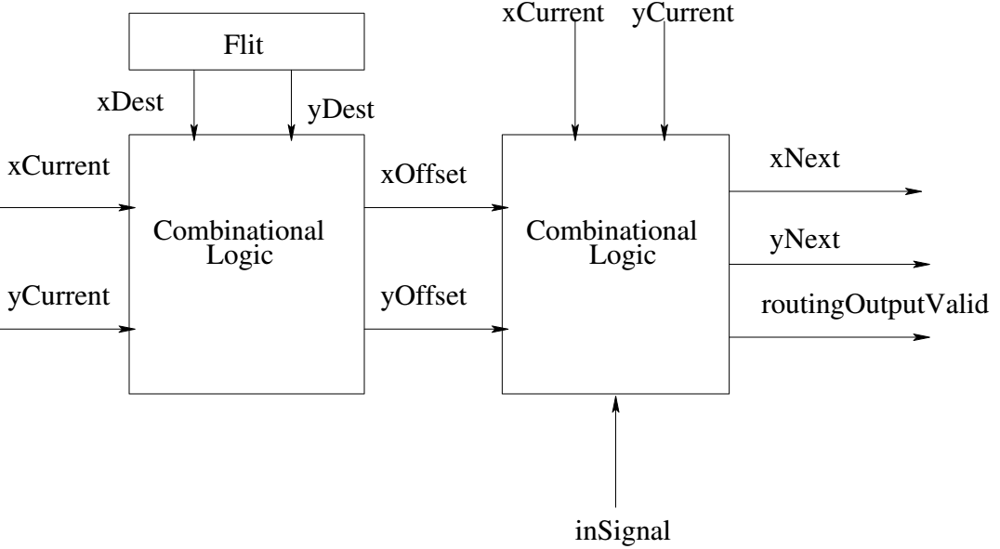 xCurrent yCurrent
Flit
xDest
yDest
xCurrent
xOffset
xNext
Combinational
Logic
Combinational
Logic
yNext
yCurrent
yOffset
routingOutputValid
inSignal